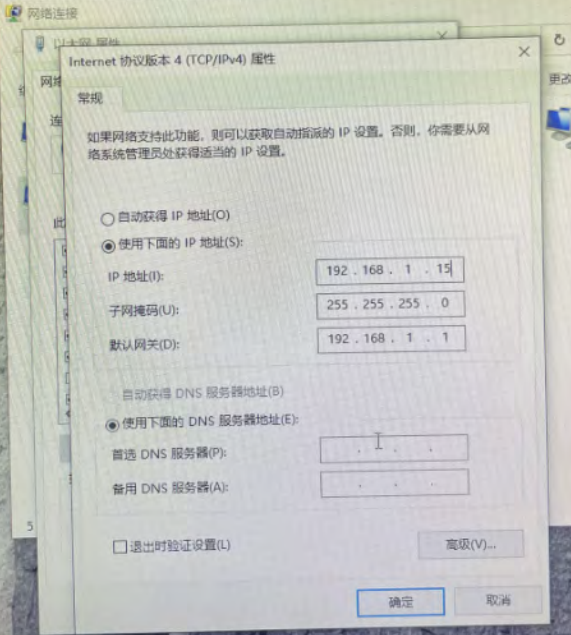 网络连接
以太网 属性
Internet 协议版本 4 (TCP/IPv4) 属性
网络
更改
常规
连
如果网络支持此功能，则可以获取自动指派的 IP 设置。否则，你需要从网
络系统管理员处获得适当的 IP 设置。
自动获得 IP 地址(O)
此
使用下面的 IP 地址(S):
IP 地址(I):
192 . 168 . 1 . 15
子网掩码(U):
255 . 255 . 255 . 0
默认网关(D):
192 . 168 . 1 . 1
自动获得 DNS 服务器地址(B)
使用下面的 DNS 服务器地址(E):
首选 DNS 服务器(P):
. . .
备用 DNS 服务器(A):
. . .
5
退出时验证设置(L)
高级(V)...
确定
取消